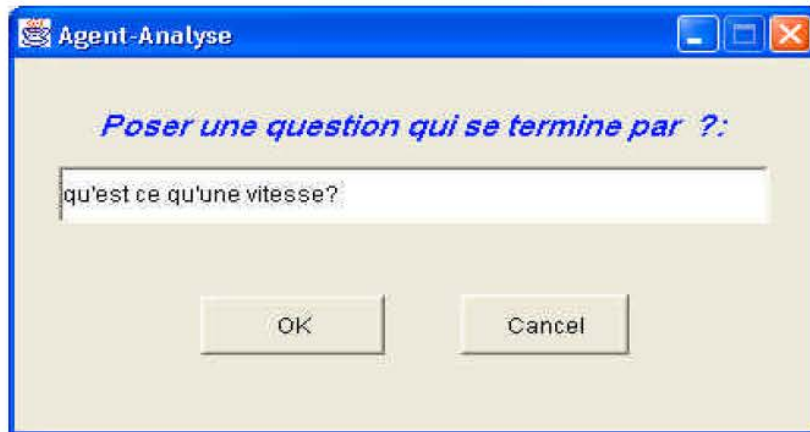 Agent-Analyse
Poser une question qui se termine par ?:
qu'est ce qu'une vitesse?
OK
Cancel